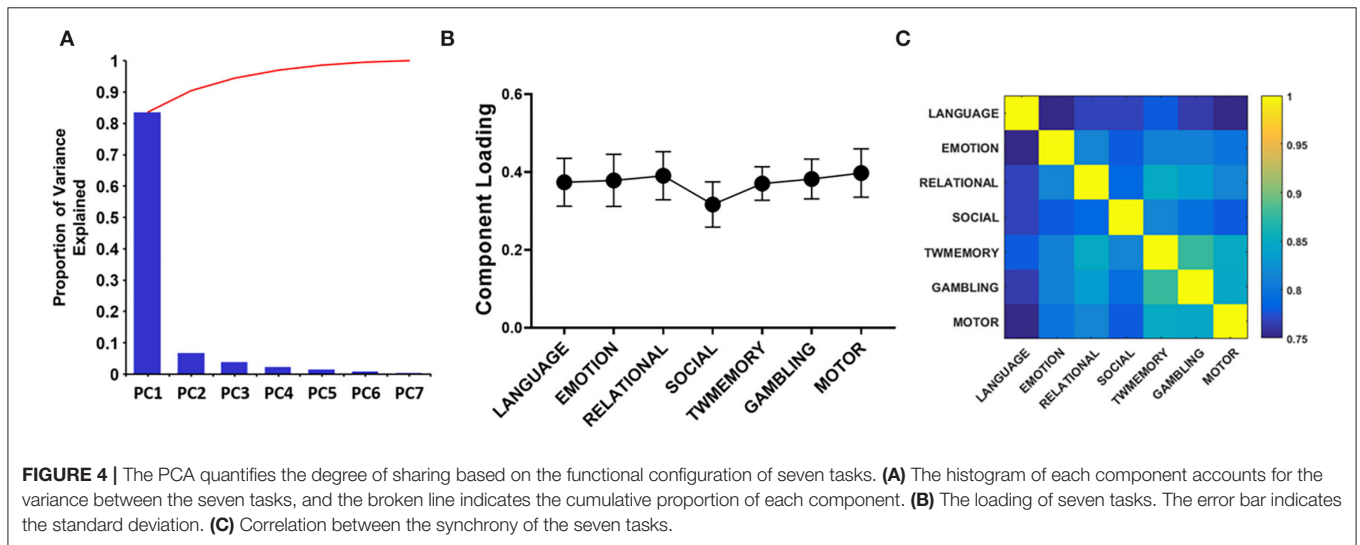 A
B
C
1
0.9
0.8
0.7
0.6
0.5
0.4
0.3
0.2
0.1
0
Proportion of Variance
Explained
PC1 PC2 PC3 PC4 PC5 PC6 PC7
0.6
0.4
0.2
0.0
Component Loading
LANGUAGE
EMOTION
RELATIONAL
SOCIAL
TWMEMORY
GAMBLING
MOTOR
LANGUAGE
EMOTION
RELATIONAL
SOCIAL
TWMEMORY
GAMBLING
MOTOR
LANGUAGE
EMOTION
RELATIONAL
SOCIAL
TWMEMORY
GAMBLING
MOTOR
1
0.95
0.9
0.85
0.8
0.75
FIGURE 4 | The PCA quantifies the degree of sharing based on the functional configuration of seven tasks. (A) The histogram of each component accounts for the
variance between the seven tasks, and the broken line indicates the cumulative proportion of each component. (B) The loading of seven tasks. The error bar indicates
the standard deviation. (C) Correlation between the synchrony of the seven tasks.